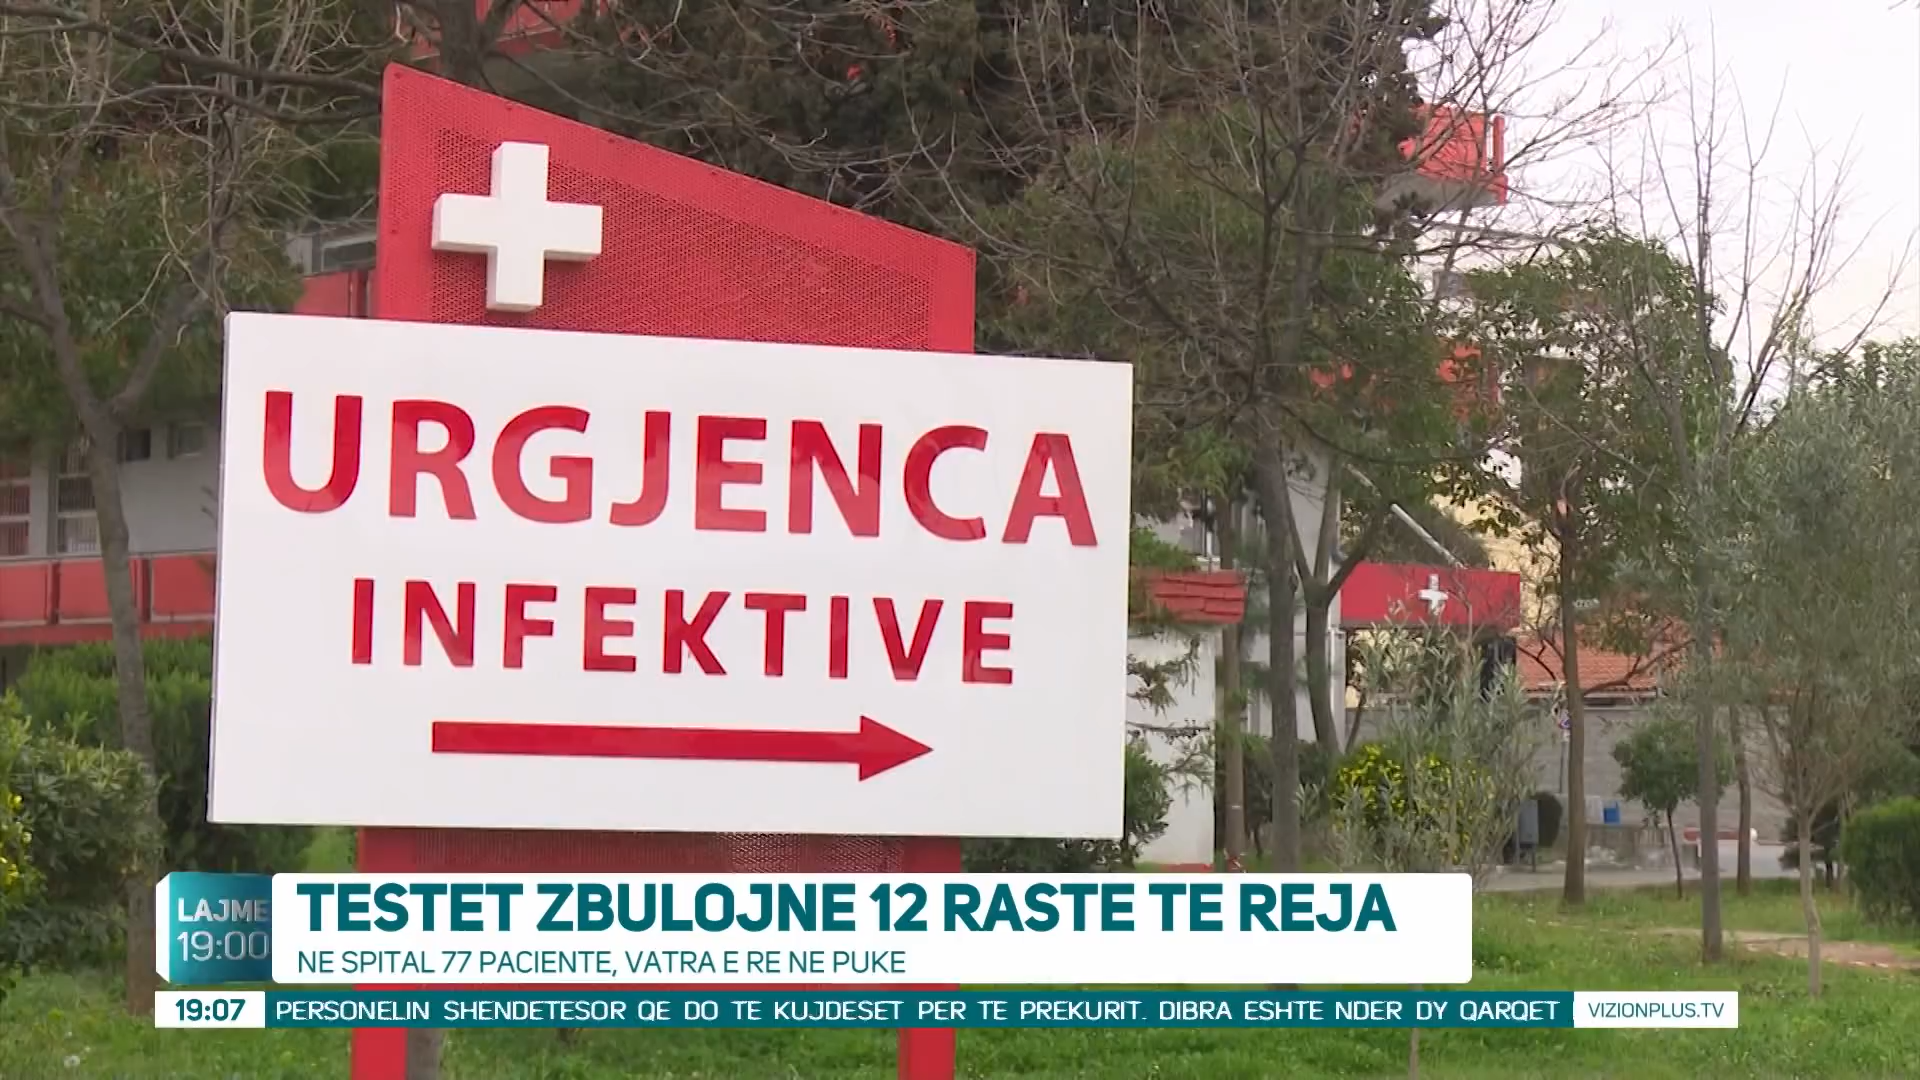 URGJENCA
INFEKTIVE
LAJME
19:00
TESTET ZBULOJNE 12 RASTE TE REJA
NE SPITAL 77 PACIENTE, VATRA E RE NE PUKE
19:07
PERSONELIN SHENDETESOR QE DO TE KUJDESET PER TE PREKURIT. DIBRA ESHTE NDER DY QARQET
VIZIONPLUS.TV